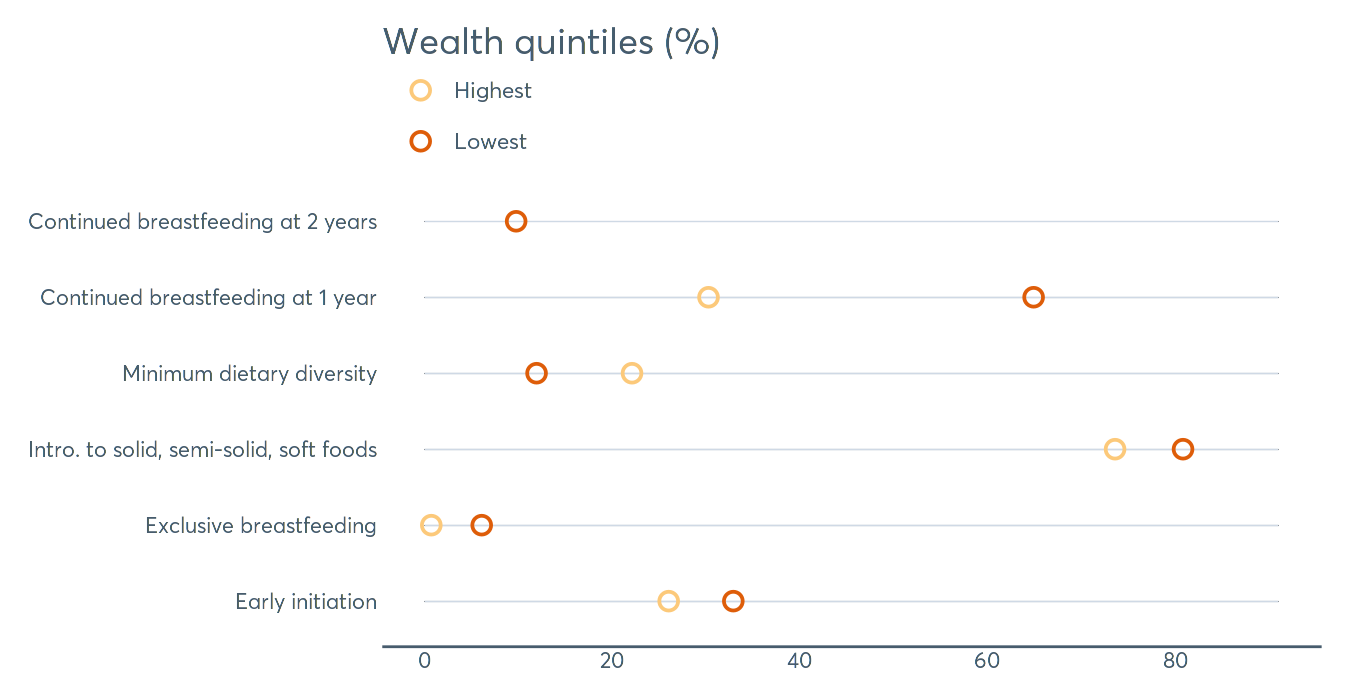 Wealth quintiles (%)
Highest
Lowest
Continued breastfeeding at 2 years
Continued breastfeeding at 1 year
Minimum dietary diversity
Intro. to solid, semi-solid, soft foods
Exclusive breastfeeding
Early initiation
0 20 40 60 80